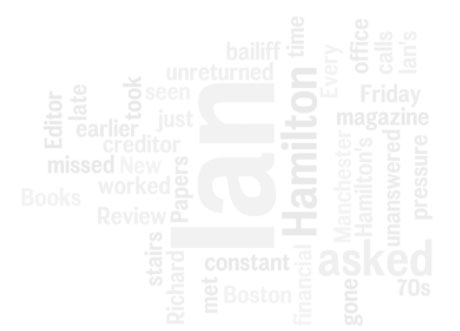 bailiff
time
office
calls
Ian's
unreturned
Every
seen
Editor
late
took
just
Friday
earlier
magazine
creditor
missed
New
Ian
Hamilton
Manchester
Hamilton's
unanswered
pressure
worked
Papers
Books
Review
stairs
Richard
constant
asked
met
Boston
financial
gone
70s